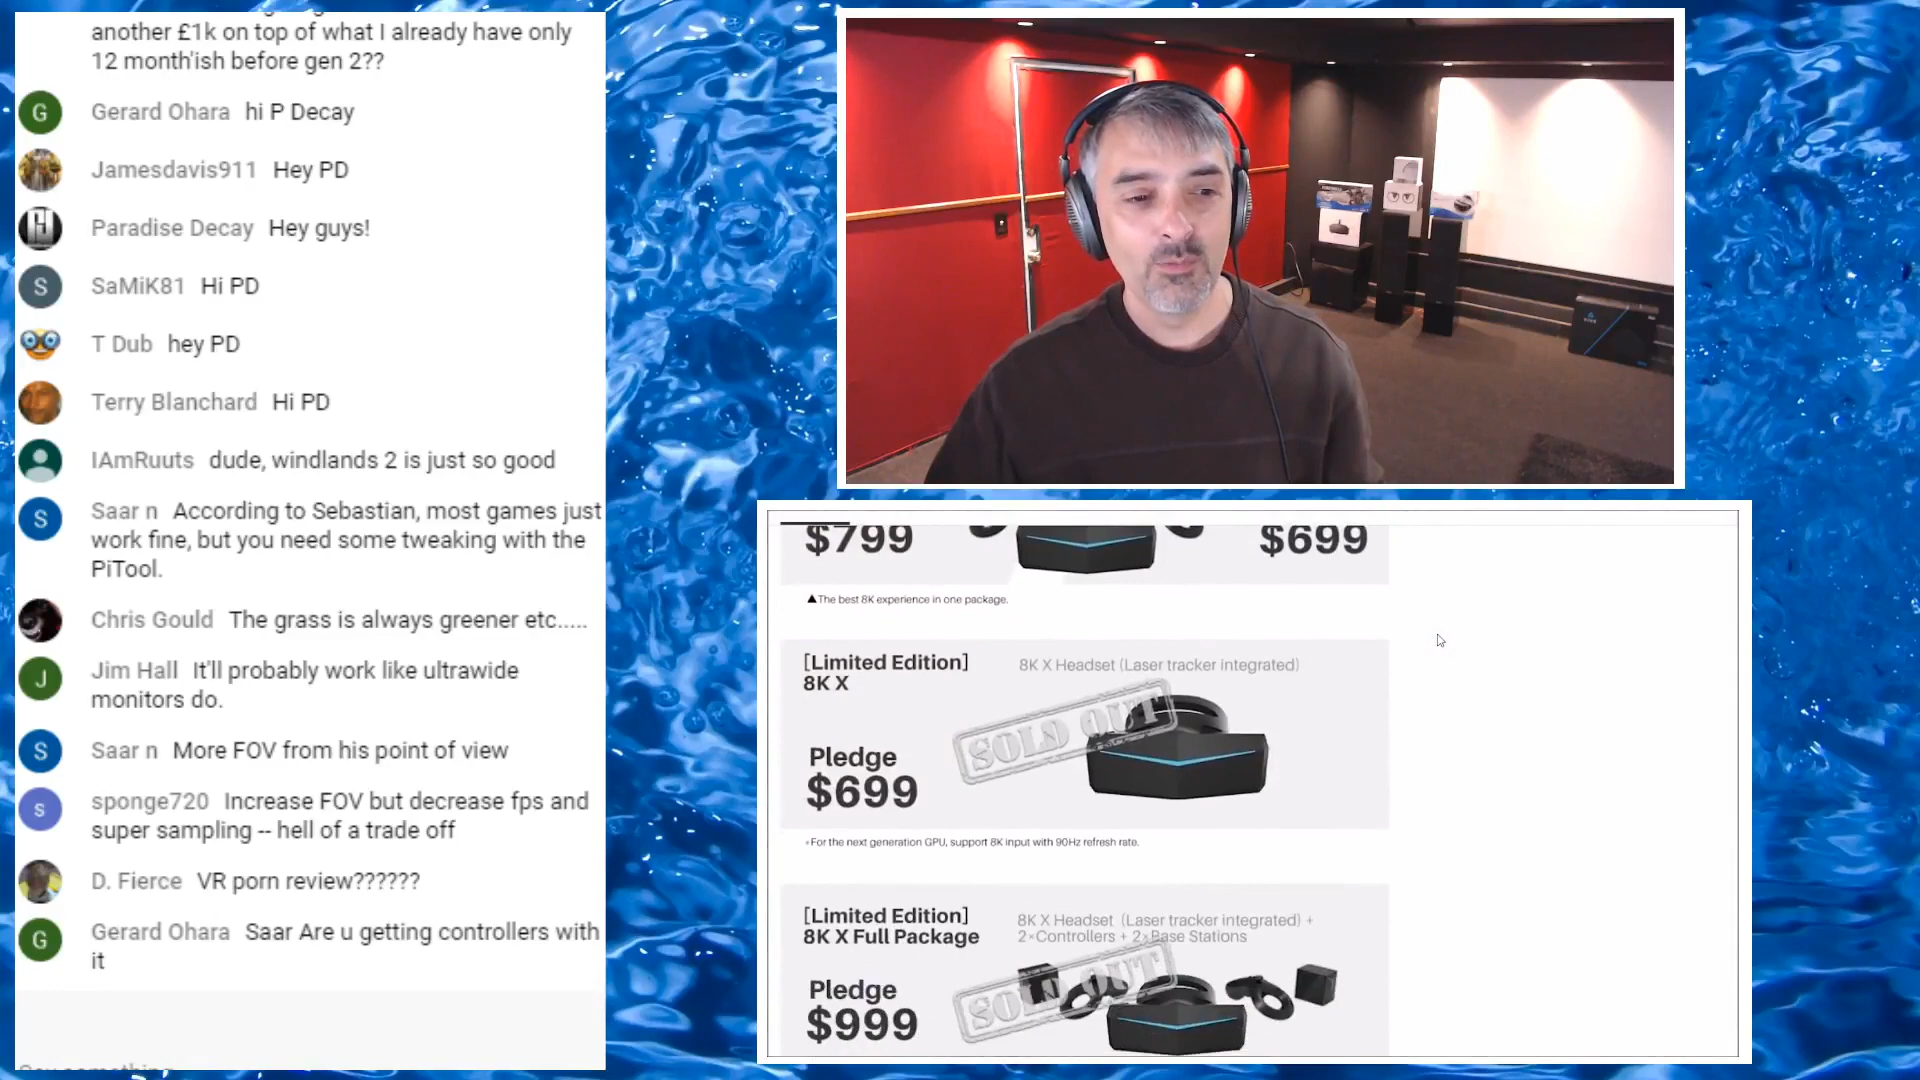 another £1k on top of what I already have only
12 month'ish before gen 2??
G Gerard Ohara hi P Decay
Jamesdavis911 Hey PD
Paradise Decay Hey guys!
S SaMiK81 Hi PD
T Dub hey PD
Terry Blanchard Hi PD
IAmRuuts dude, windlands 2 is just so good
S Saar n According to Sebastian, most games just
work fine, but you need some tweaking with the
PiTool.
Chris Gould The grass is always greener etc.....
J Jim Hall It'll probably work like ultrawide
monitors do.
S Saar n More FOV from his point of view
s sponge720 Increase FOV but decrease fps and
super sampling -- hell of a trade off
D. Fierce VR porn review??????
G Gerard Ohara Saar Are u getting controllers with
it
$799
$699
▲The best 8K experience in one package.
[Limited Edition]
8K X
8K X Headset (Laser tracker integrated)
SOLD OUT
Pledge
$699
*For the next generation GPU, support 8K input with 90Hz refresh rate.
[Limited Edition]
8K X Full Package
8K X Headset (Laser tracker integrated) +
2×Controllers + 2×Base Stations
SOLD OUT
Pledge
$999